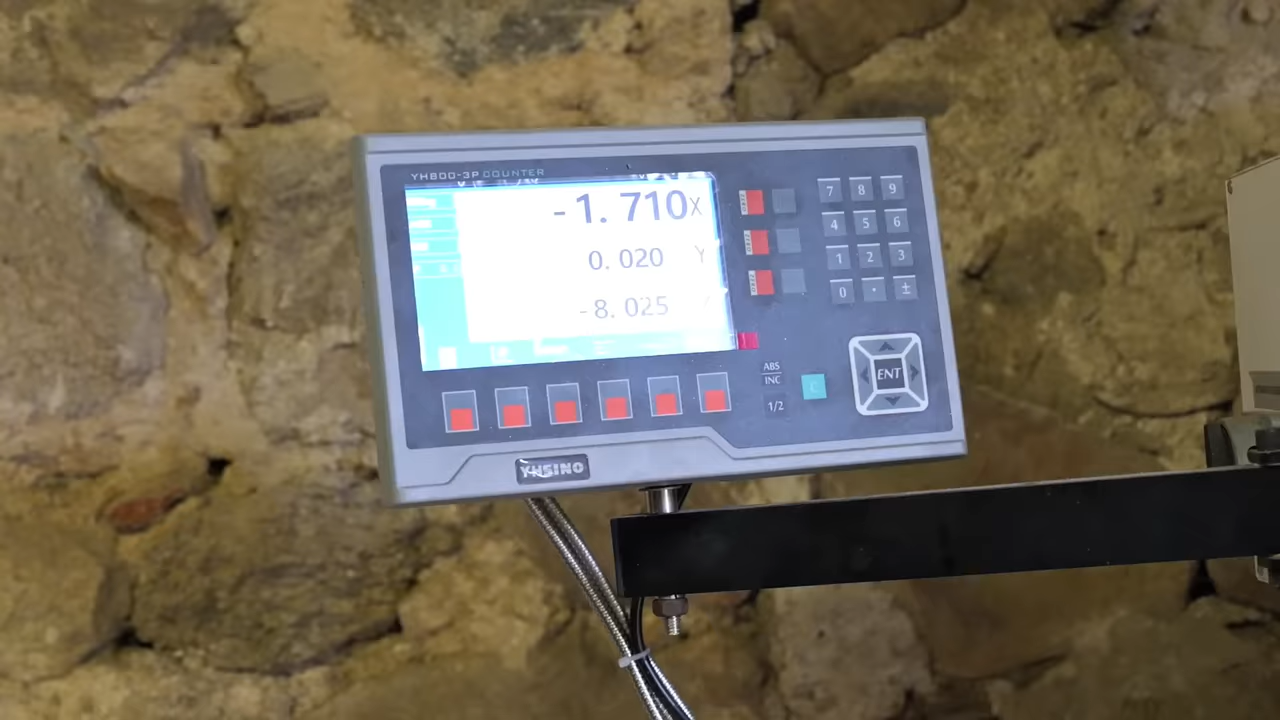 YH800-3P COUNTER
-1.710 X
0.020 Y
-8.025
7 8 9
4 5 6
1 2 3
0 . ±
ABS
INC
1/2
C
ENT
YHSINO